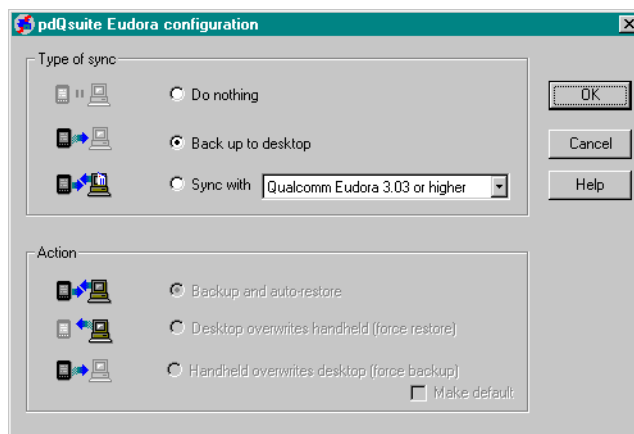 pdQsuite Eudora configuration
Type of sync
Do nothing
OK
Back up to desktop
Cancel
Sync with Qualcomm Eudora 3.03 or higher
Help
Action
Backup and auto-restore
Desktop overwrites handheld (force restore)
Handheld overwrites desktop (force backup)
Make default